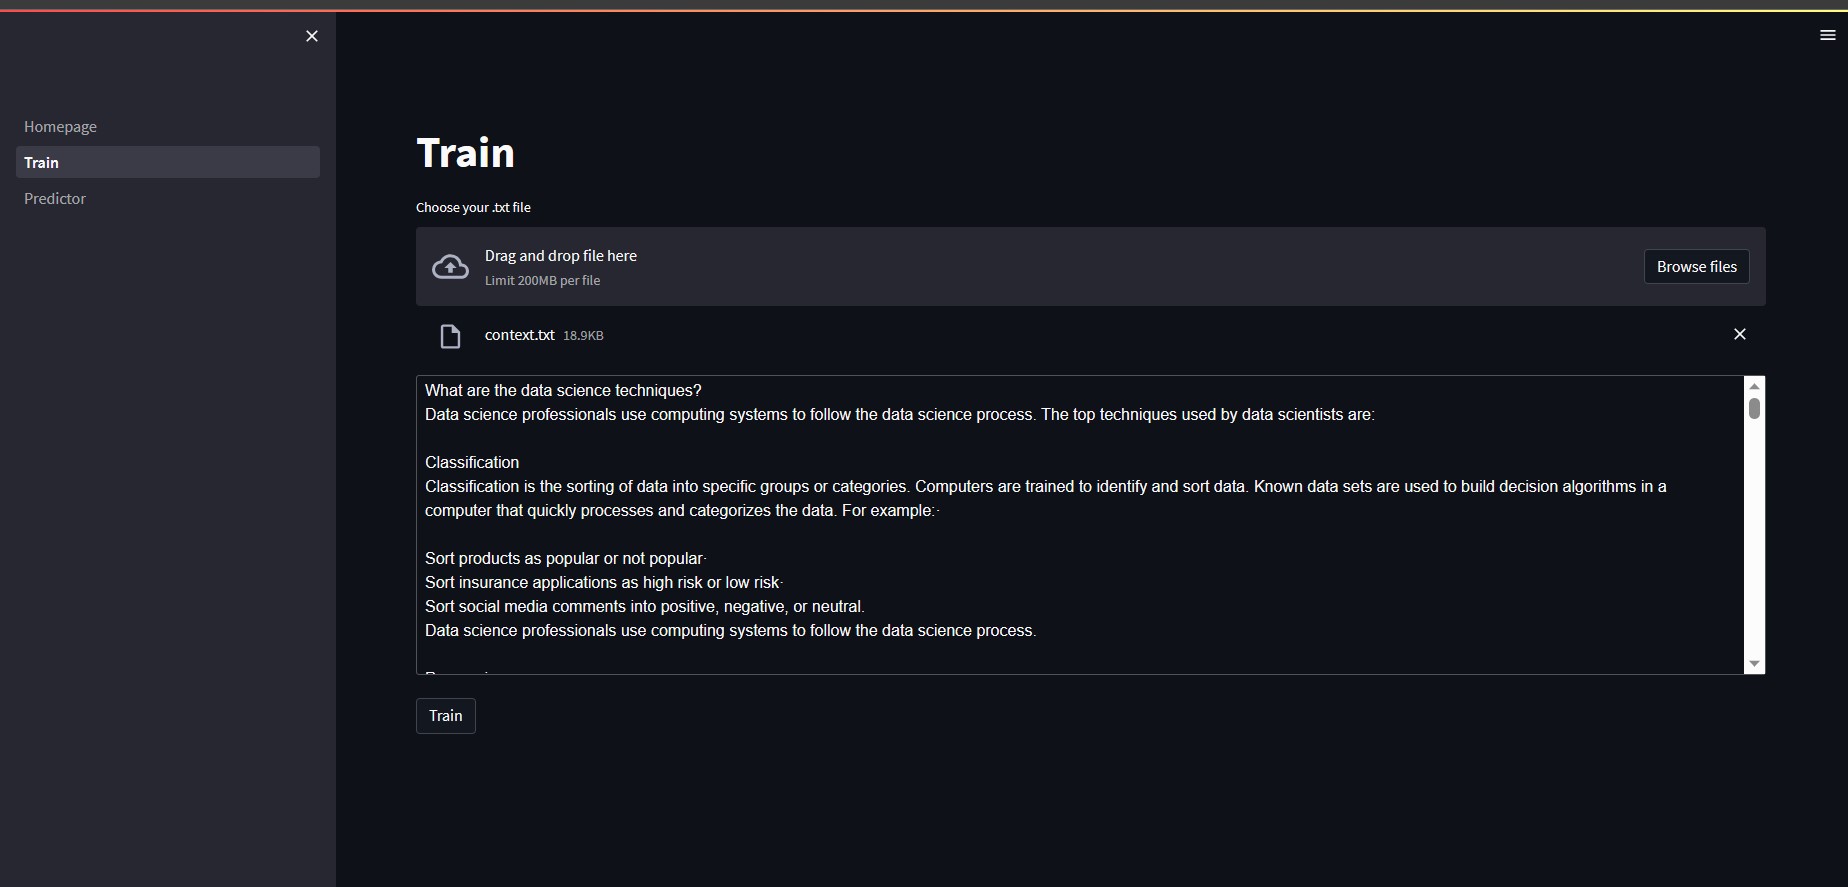 Homepage
Train
Predictor
Train
Choose your .txt file
Drag and drop file here
Limit 200MB per file
Browse files
context.txt 18.9KB
What are the data science techniques?
Data science professionals use computing systems to follow the data science process. The top techniques used by data scientists are:
Classification
Classification is the sorting of data into specific groups or categories. Computers are trained to identify and sort data. Known data sets are used to build decision algorithms in a
computer that quickly processes and categorizes the data. For example:·
Sort products as popular or not popular·
Sort insurance applications as high risk or low risk·
Sort social media comments into positive, negative, or neutral.
Data science professionals use computing systems to follow the data science process.
Train